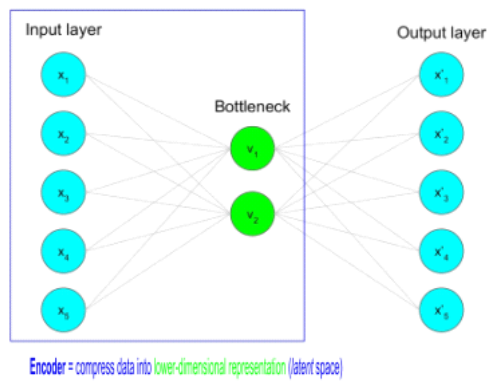 Input layer
Output layer
Bottleneck
x1
x2
x3
x4
x5
v1
v2
x'1
x'2
x'3
x'4
x'5
Encoder = compress data into lower-dimensional representation (latent space)